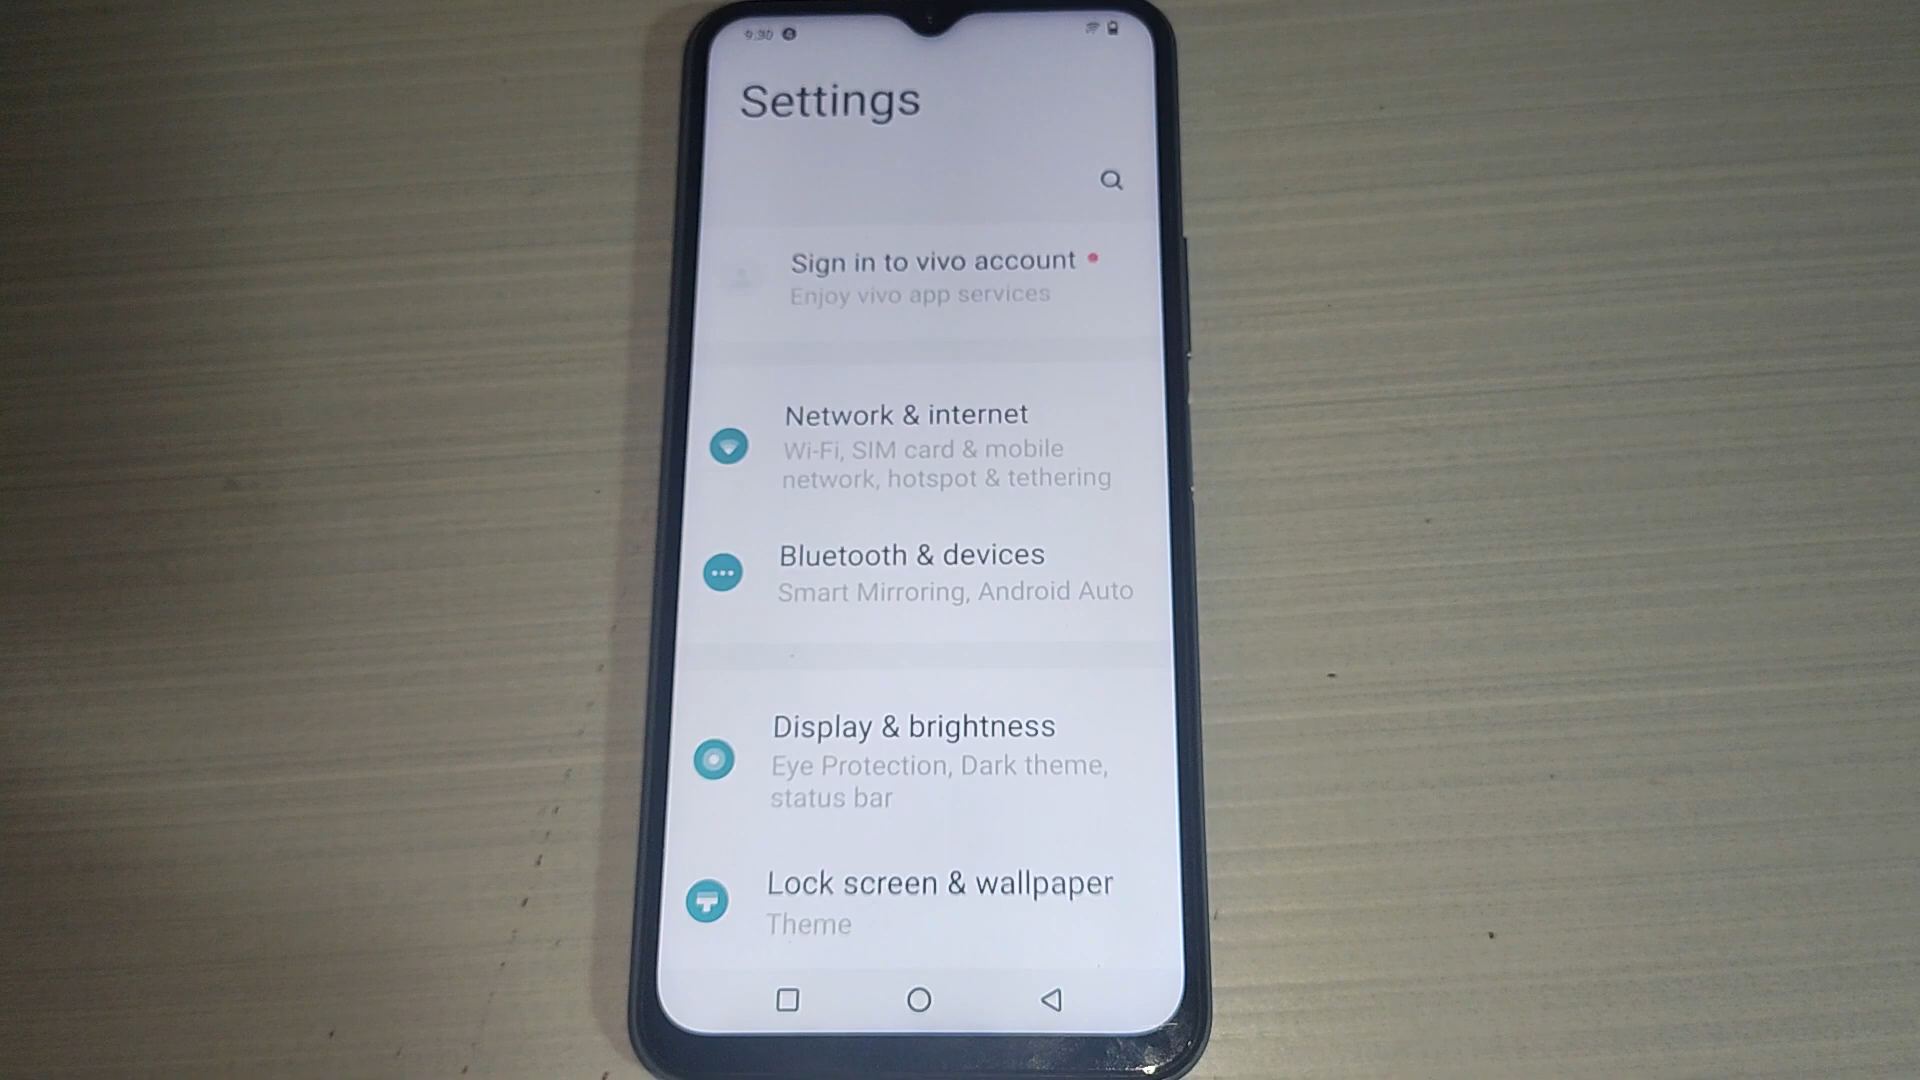 9:30
Settings
Sign in to vivo account
Enjoy vivo app services
Network & internet
Wi-Fi, SIM card & mobile
network, hotspot & tethering
Bluetooth & devices
Smart Mirroring, Android Auto
Display & brightness
Eye Protection, Dark theme,
status bar
Lock screen & wallpaper
Theme